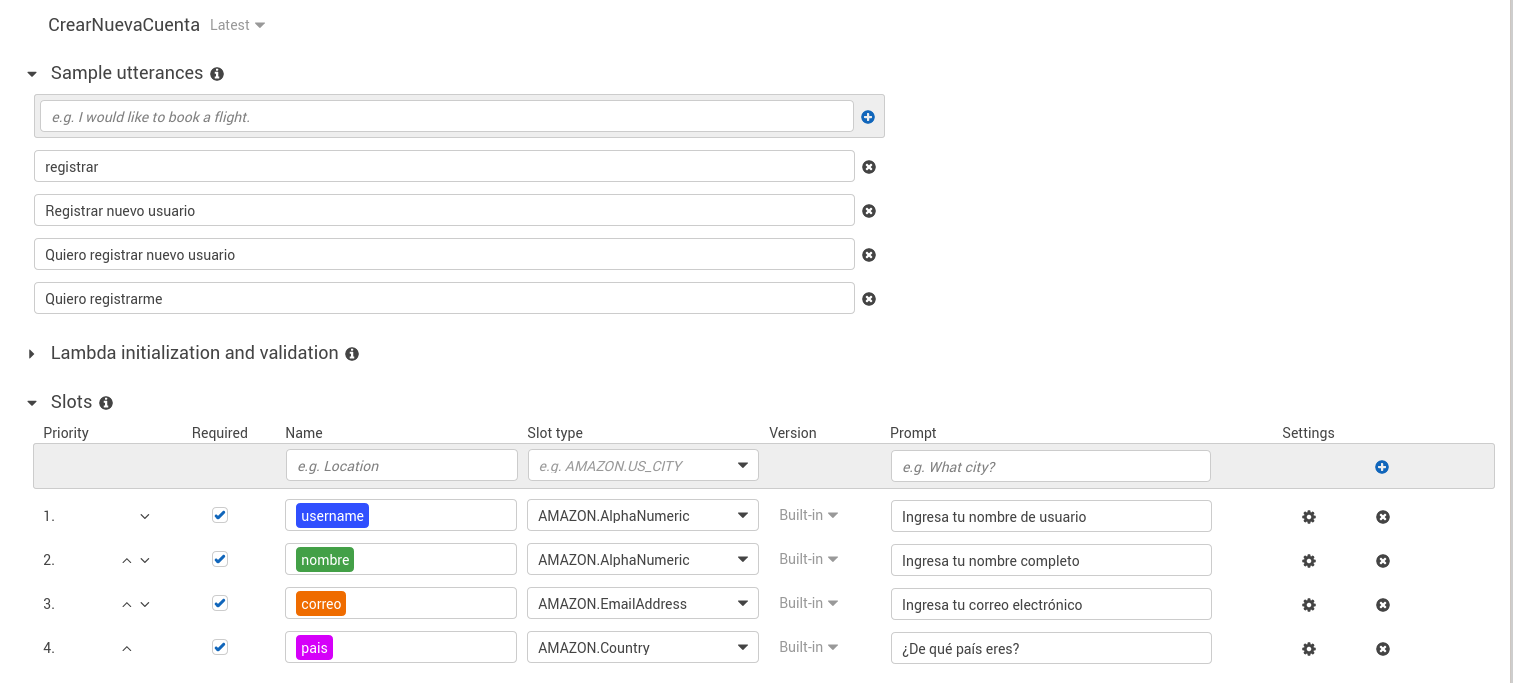 CrearNuevaCuenta Latest
Sample utterances
e.g. I would like to book a flight.
registrar
Registrar nuevo usuario
Quiero registrar nuevo usuario
Quiero registrarme
Lambda initialization and validation
Slots
Priority Required Name Slot type Version Prompt Settings
e.g. Location e.g. AMAZON.US_CITY e.g. What city?
1. username AMAZON.AlphaNumeric Built-in Ingresa tu nombre de usuario
2. nombre AMAZON.AlphaNumeric Built-in Ingresa tu nombre completo
3. correo AMAZON.EmailAddress Built-in Ingresa tu correo electrónico
4. pais AMAZON.Country Built-in ¿De qué país eres?